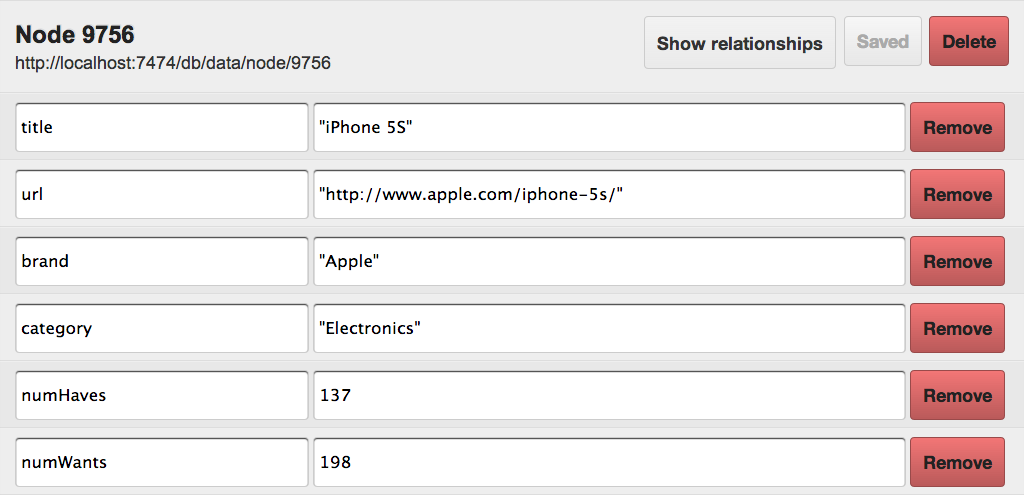 Node 9756
http://localhost:7474/db/data/node/9756
Show relationships Saved Delete
title "iPhone 5S" Remove
url "http://www.apple.com/iphone-5s/" Remove
brand "Apple" Remove
category "Electronics" Remove
numHaves 137 Remove
numWants 198 Remove